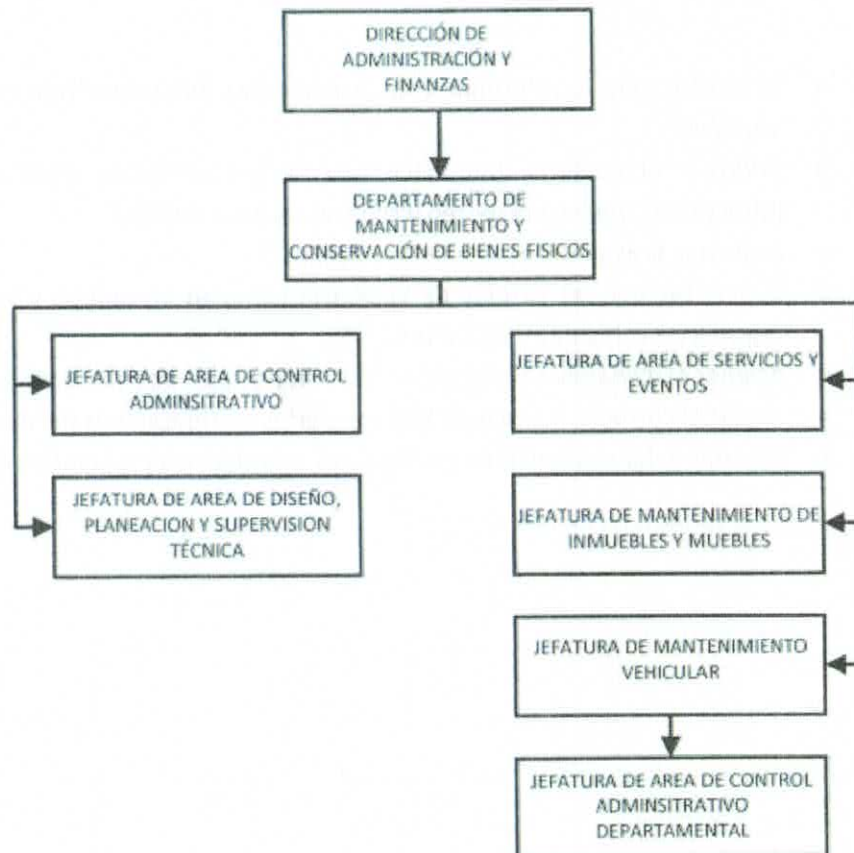 DIRECCIÓN DE
ADMINISTRACIÓN Y
FINANZAS
DEPARTAMENTO DE
MANTENIMIENTO Y
CONSERVACIÓN DE BIENES FISICOS
JEFATURA DE AREA DE CONTROL
ADMINSITRATIVO
JEFATURA DE AREA DE SERVICIOS Y
EVENTOS
JEFATURA DE AREA DE DISEÑO,
PLANEACION Y SUPERVISION
TÉCNICA
JEFATURA DE MANTENIMIENTO DE
INMUEBLES Y MUEBLES
JEFATURA DE MANTENIMIENTO
VEHICULAR
JEFATURA DE AREA DE CONTROL
ADMINSITRATIVO
DEPARTAMENTAL